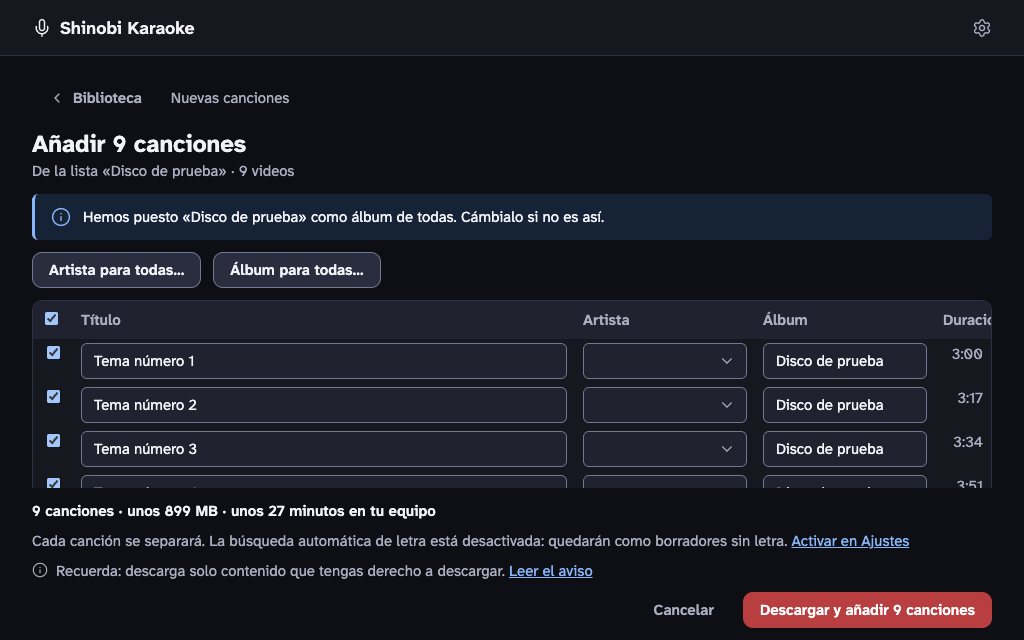 Shinobi Karaoke
Biblioteca Nuevas canciones
Añadir 9 canciones
De la lista «Disco de prueba» · 9 videos
Hemos puesto «Disco de prueba» como álbum de todas. Cámbialo si no es así.
Artista para todas... Álbum para todas...
Título Artista Álbum
Tema número 1 Disco de prueba 3:00
Tema número 2 Disco de prueba 3:17
Tema número 3 Disco de prueba 3:34
3:51
9 canciones · unos 899 MB · unos 27 minutos en tu equipo
Cada canción se separará. La búsqueda automática de letra está desactivada: quedarán como borradores sin letra. Activar en Ajustes
Recuerda: descarga solo contenido que tengas derecho a descargar. Leer el aviso
Cancelar Descargar y añadir 9 canciones